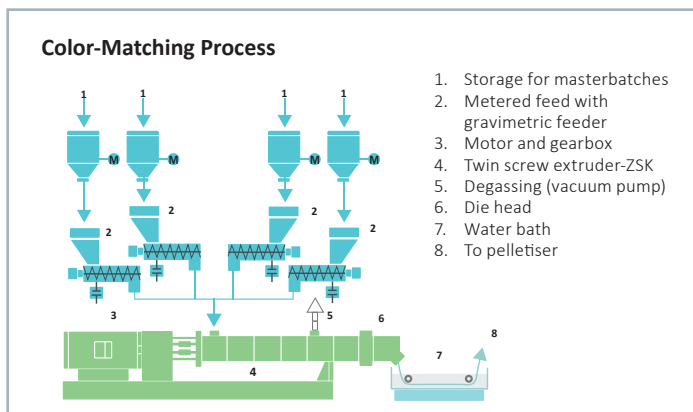 Color-Matching Process
1 1 1 1
1. Storage for masterbatches
2. Metered feed with
gravimetric feeder
3. Motor and gearbox
4. Twin screw extruder-ZSK
5. Degassing (vacuum pump)
6. Die head
7. Water bath
8. To pelletiser
M M M M
2 2
2 2
3 5 6
8
7
4